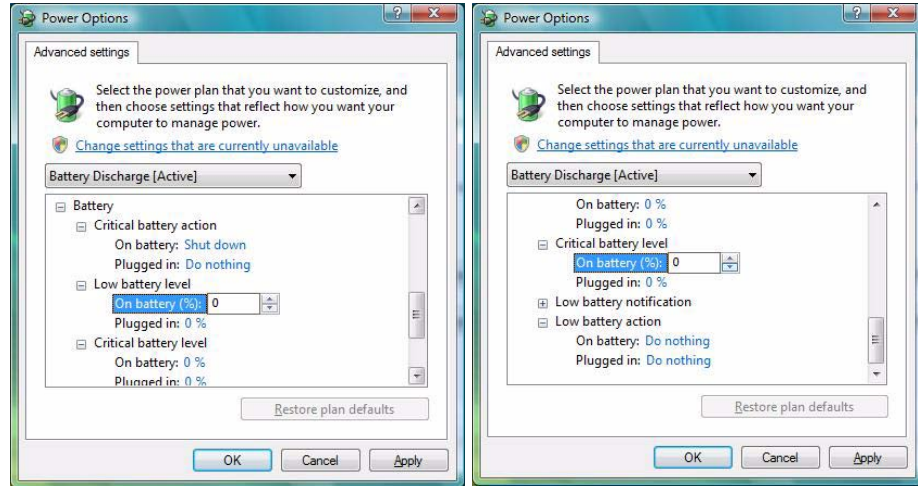 Power Options
Advanced settings
Select the power plan that you want to customize, and
then choose settings that reflect how you want your
computer to manage power.
Change settings that are currently unavailable
Battery Discharge [Active]
Battery
Critical battery action
On battery: Shut down
Plugged in: Do nothing
Low battery level
On battery (%): 0
Plugged in: 0 %
Critical battery level
On battery: 0 %
Plugged in: 0 %
Restore plan defaults
OK Cancel Apply
Power Options
Advanced settings
Select the power plan that you want to customize, and
then choose settings that reflect how you want your
computer to manage power.
Change settings that are currently unavailable
Battery Discharge [Active]
On battery: 0 %
Plugged in: 0 %
Critical battery level
On battery (%): 0
Plugged in: 0 %
Low battery notification
Low battery action
On battery: Do nothing
Plugged in: Do nothing
Restore plan defaults
OK Cancel Apply